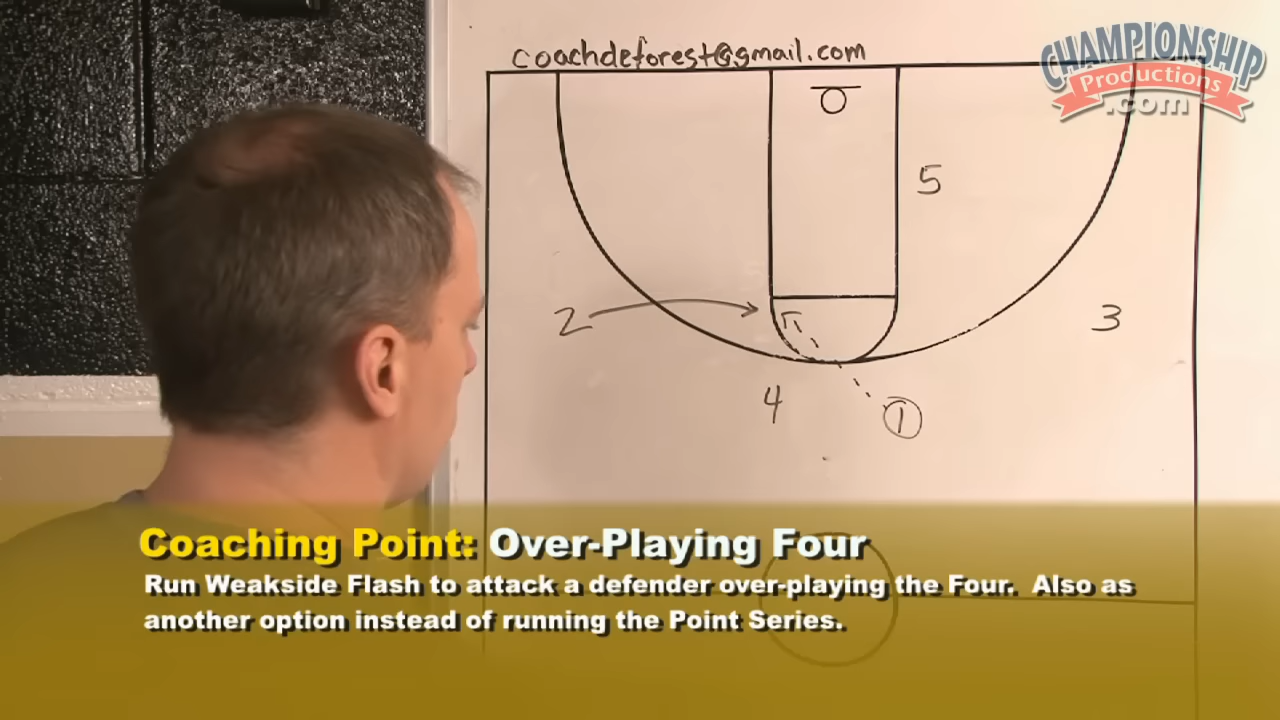 coachdeforest@gmail.com
CHAMPIONSHIP
Productions
.com
5
2
3
4
1
Coaching Point: Over-Playing Four
Run Weakside Flash to attack a defender over-playing the Four. Also as
another option instead of running the Point Series.